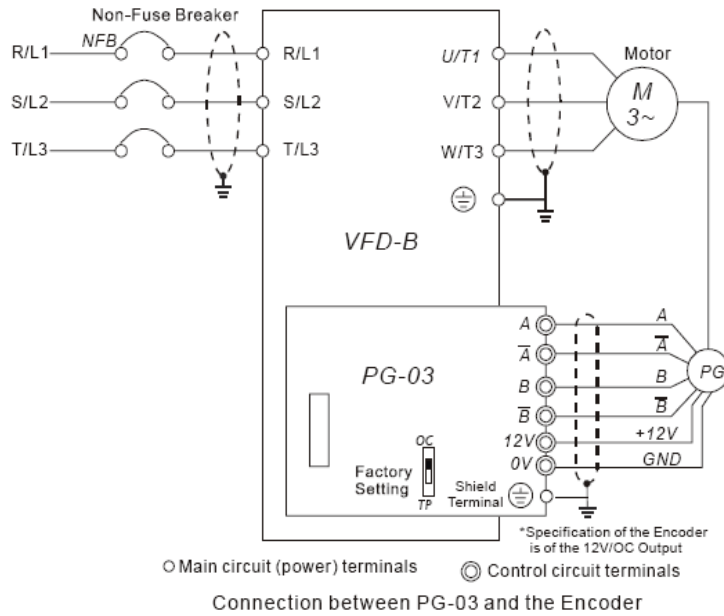 Non-Fuse Breaker
R/L1 NFB R/L1 U/T1 Motor
S/L2 S/L2 V/T2 M
3~
T/L3 T/L3 W/T3
VFD-B
A A
A̅ A̅
PG-03 B B PG
B̅ B̅
OC 12V +12V
Factory
Setting 0V GND
TP Shield
Terminal
*Specification of the Encoder
is of the 12V/OC Output
Main circuit (power) terminals Control circuit terminals
Connection between PG-03 and the Encoder